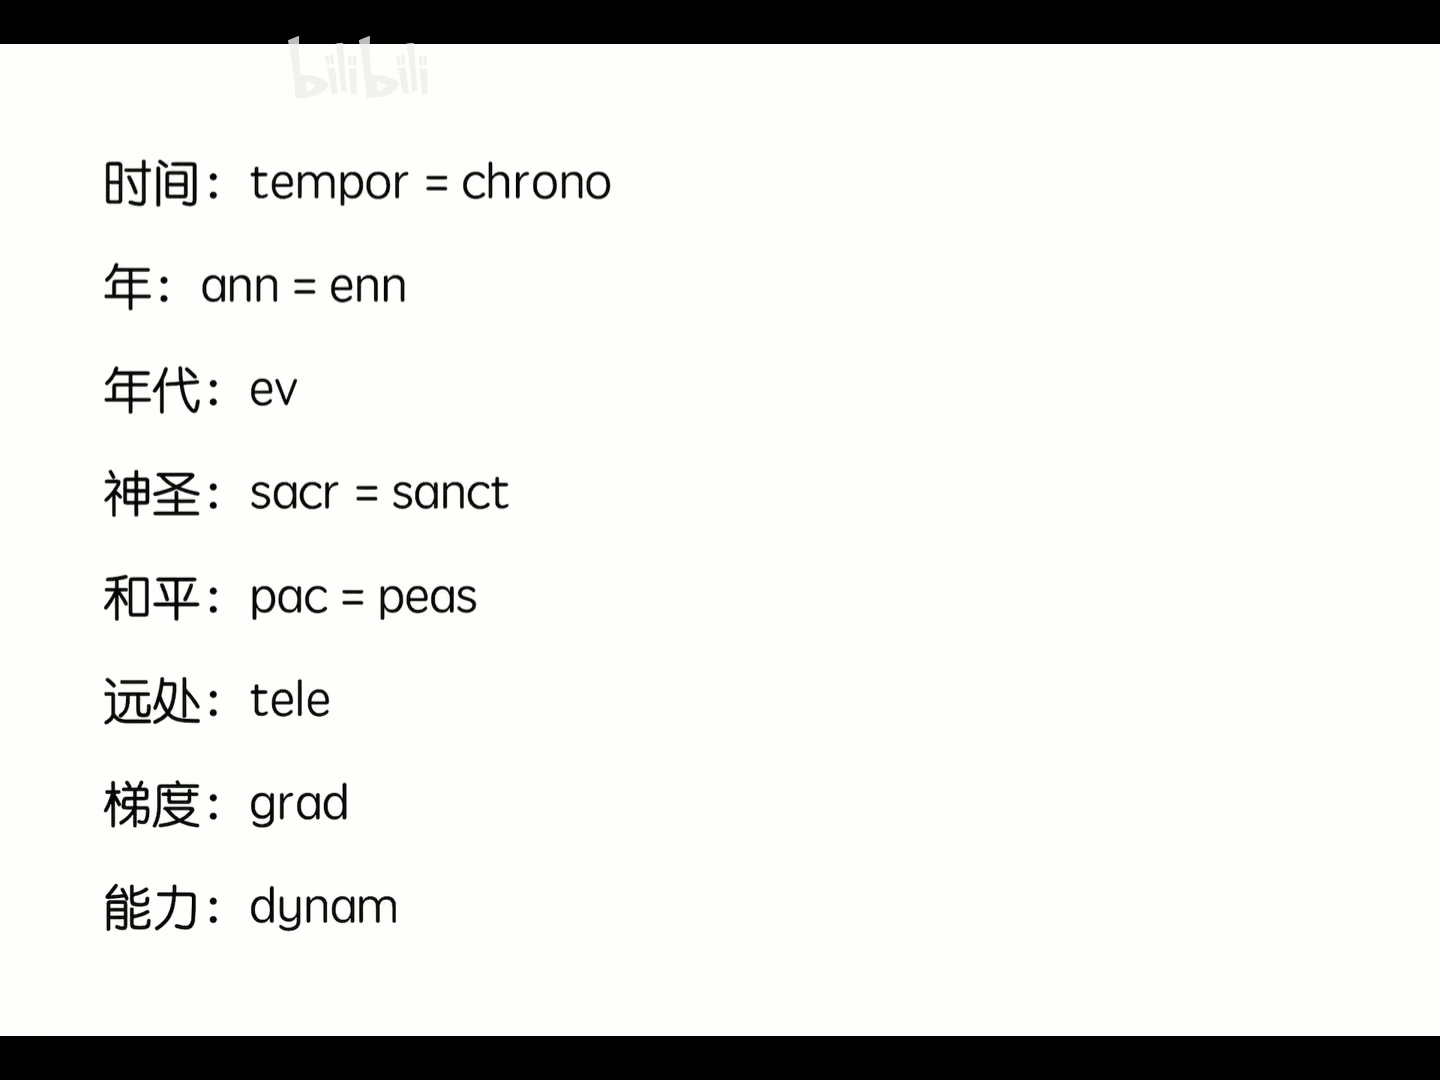 bilibili
时间：tempor = chrono
年：ann = enn
年代：ev
神圣：sacr = sanct
和平：pac = peas
远处：tele
梯度：grad
能力：dynam